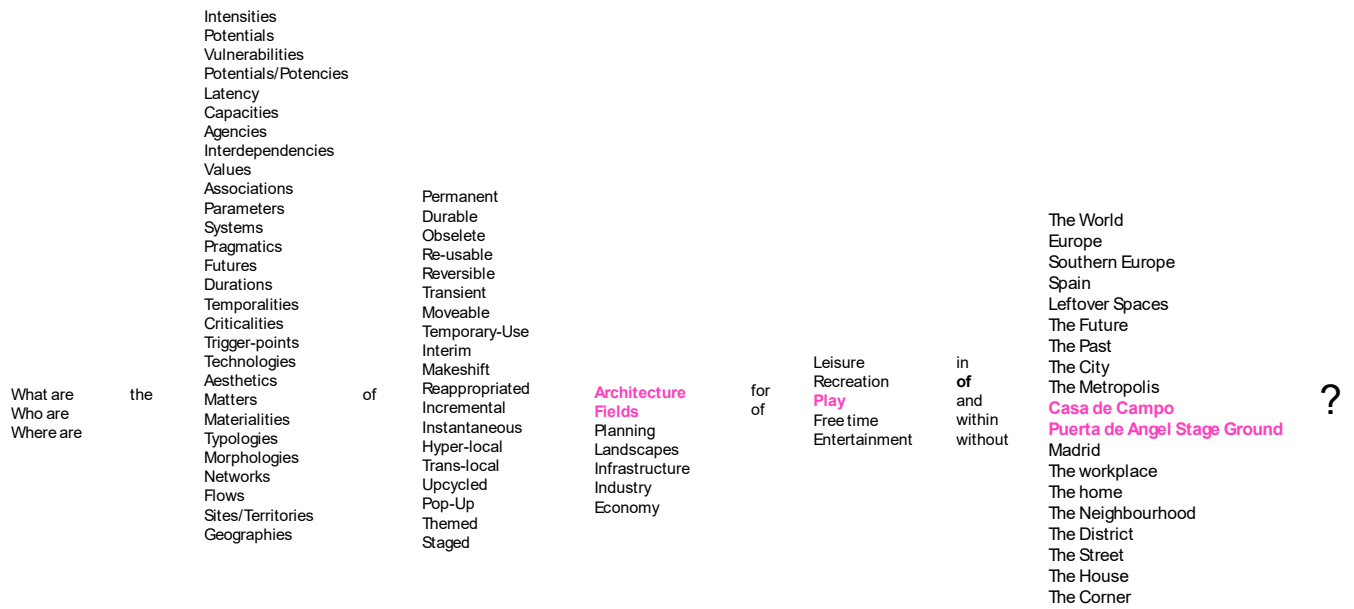 What are
Who are
Where are
the
Intensities
Potentials
Vulnerabilities
Potentials/Potencies
Latency
Capacities
Agencies
Interdependencies
Values
Associations
Parameters
Systems
Pragmatics
Futures
Durations
Temporalities
Criticalities
Trigger-points
Technologies
Aesthetics
Matters
Materialities
Typologies
Morphologies
Networks
Flows
Sites/Territories
Geographies
of
Permanent
Durable
Obselete
Re-usable
Reversible
Transient
Moveable
Temporary-Use
Interim
Makeshift
Reappropriated
Incremental
Instantaneous
Hyper-local
Trans-local
Upcycled
Pop-Up
Themed
Staged
Architecture
Fields
Planning
Landscapes
Infrastructure
Industry
Economy
for
of
Leisure
Recreation
Play
Free time
Entertainment
in
of
and
within
without
The World
Europe
Southern Europe
Spain
Leftover Spaces
The Future
The Past
The City
The Metropolis
Casa de Campo
Puerta de Angel Stage Ground
Madrid
The workplace
The home
The Neighbourhood
The District
The Street
The House
The Corner
?